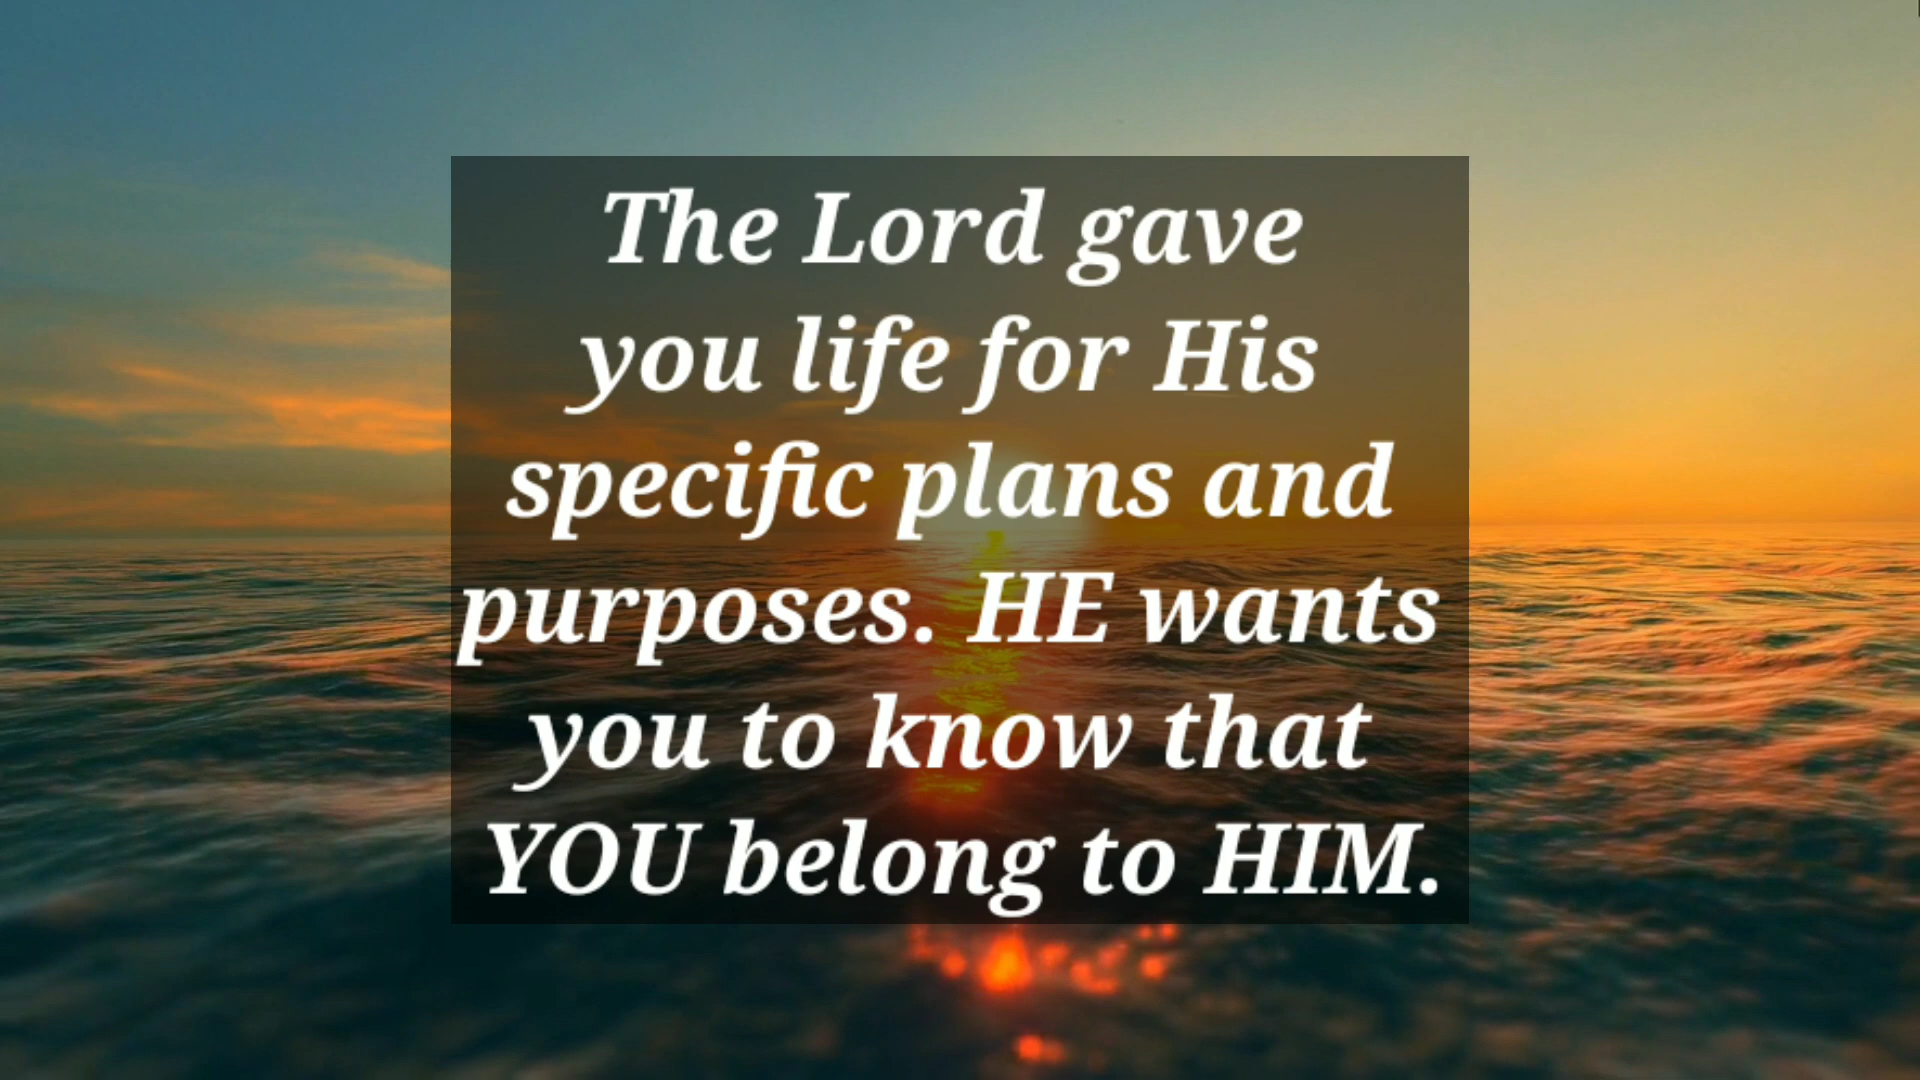 The Lord gave
you life for His
specific plans and
purposes. HE wants
you to know that
YOU belong to HIM.